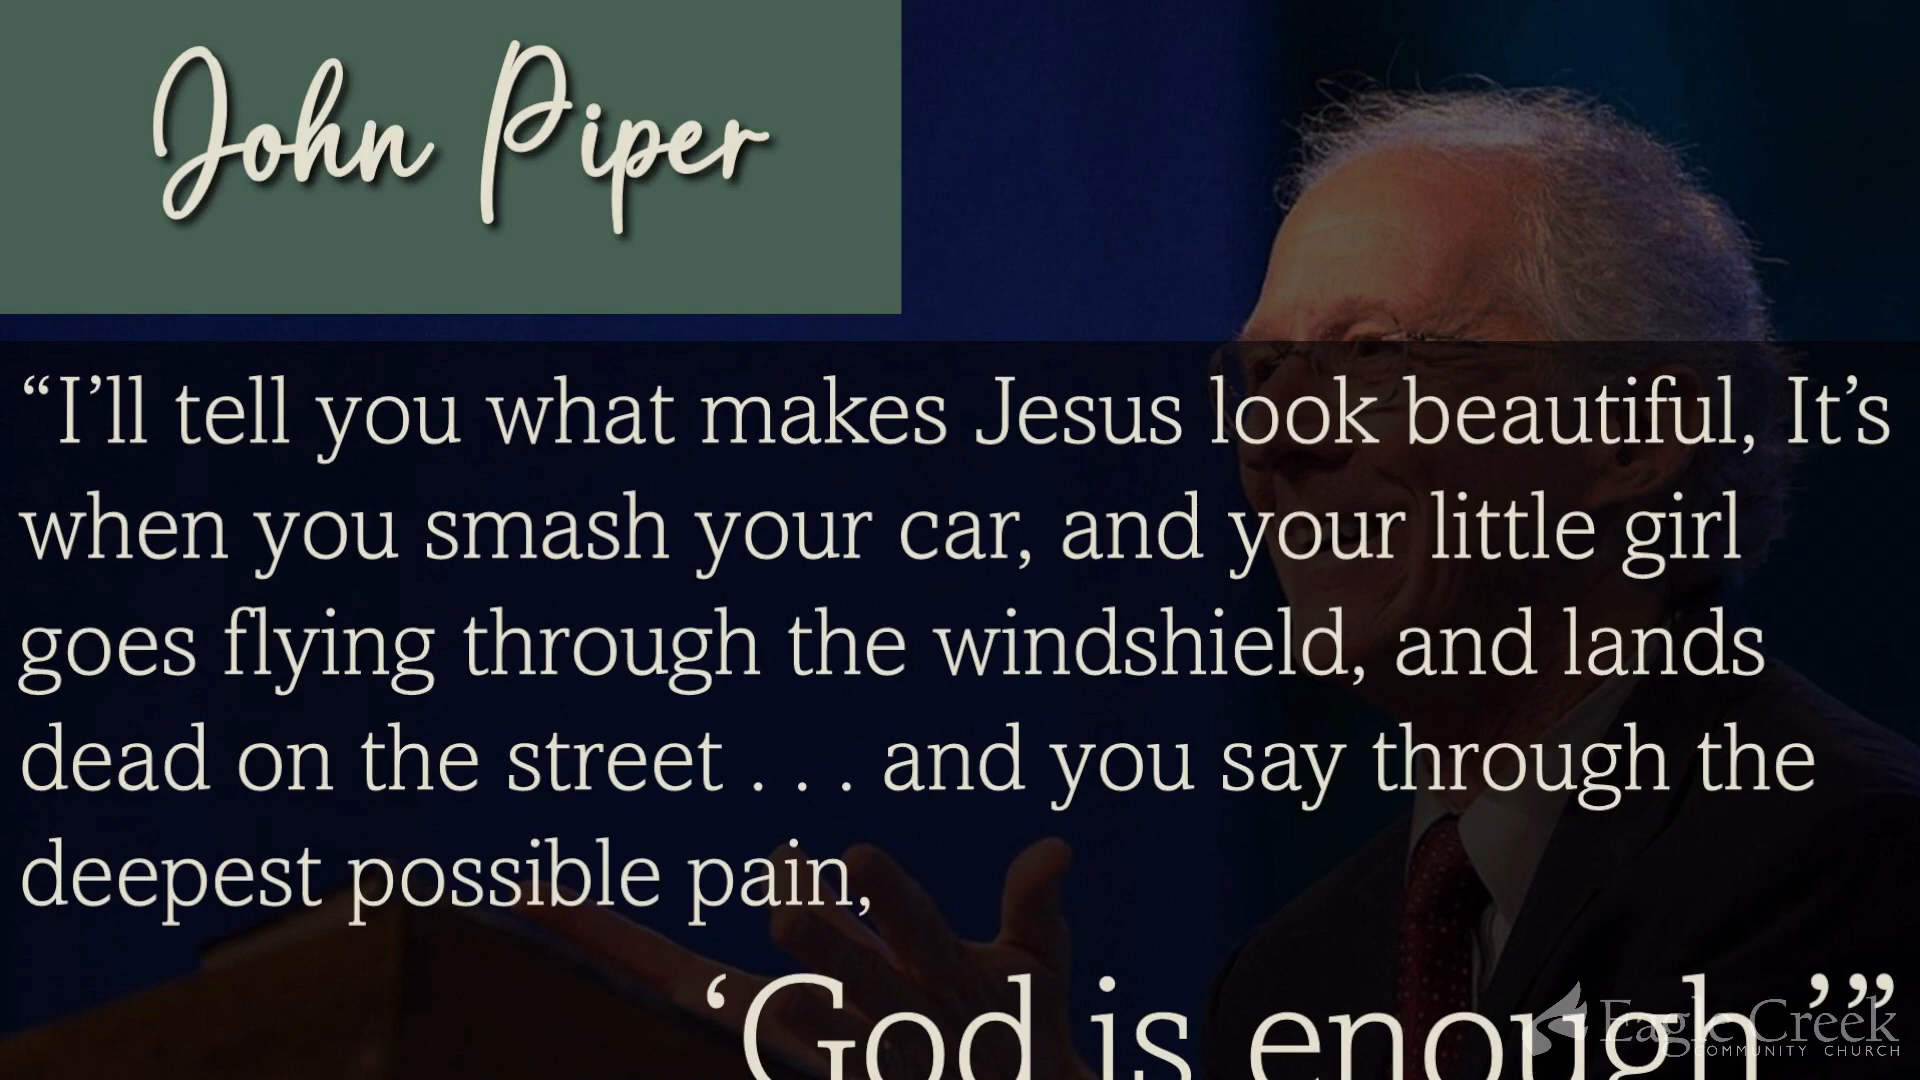 John Piper
“I’ll tell you what makes Jesus look beautiful, It’s
when you smash your car, and your little girl
goes flying through the windshield, and lands
dead on the street . . . and you say through the
deepest possible pain,
‘God is enough’”
Eagle Creek
COMMUNITY CHURCH